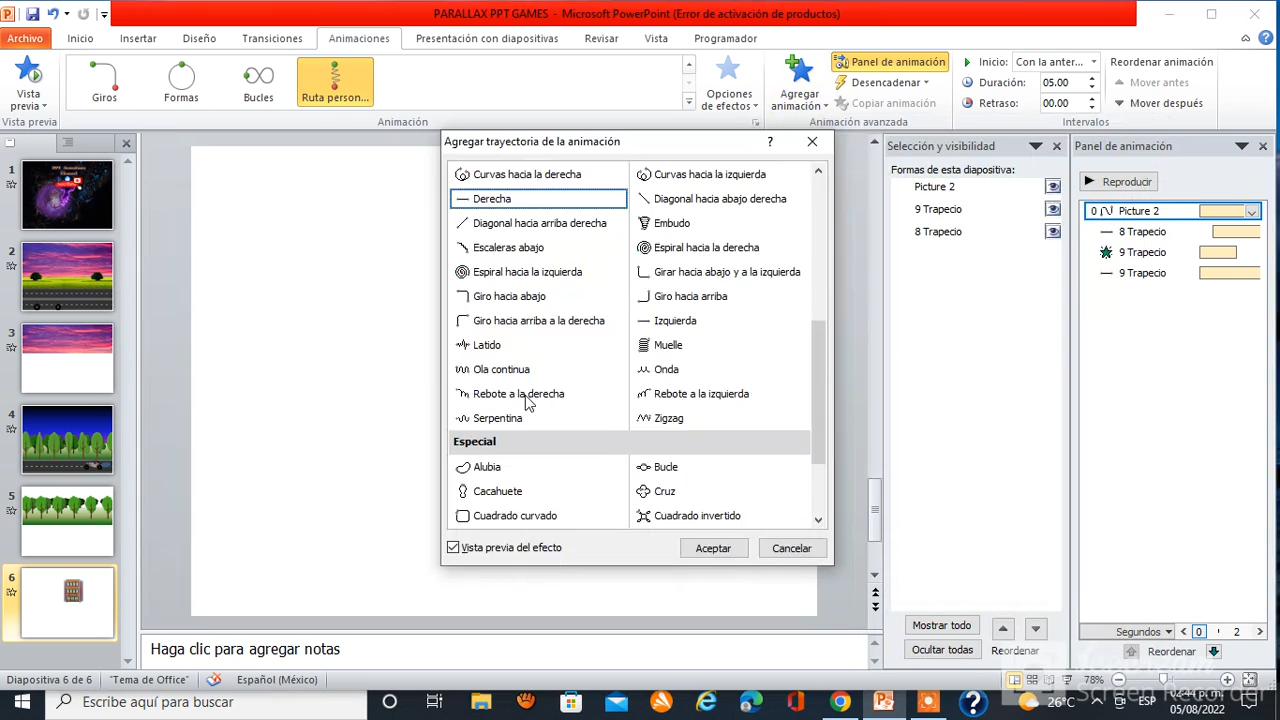 PARALLAX PPT GAMES - Microsoft PowerPoint (Error de activación de productos)
Archivo Inicio Insertar Diseño Transiciones Animaciones Presentación con diapositivas Revisar Vista Programador
Vista previa
Giros Formas Bucles Ruta person...
Opciones de efectos
Agregar animación
Panel de animación
Desencadenar
Copiar animación
Inicio: Con la anter...
Duración: 05.00
Retraso: 00.00
Reordenar animación
Mover antes
Mover después
Vista previa Animación Animación avanzada Intervalos
1
2
3
4
5
6
Agregar trayectoria de la animación
Curvas hacia la derecha Curvas hacia la izquierda
Derecha Diagonal hacia abajo derecha
Diagonal hacia arriba derecha Embudo
Escaleras abajo Espiral hacia la derecha
Espiral hacia la izquierda Girar hacia abajo y a la izquierda
Giro hacia abajo Giro hacia arriba
Giro hacia arriba a la derecha Izquierda
Latido Muelle
Ola continua Onda
Rebote a la derecha Rebote a la izquierda
Serpentina Zigzag
Especial
Alubia Bucle
Cacahuete Cruz
Cuadrado curvado Cuadrado invertido
Vista previa del efecto Aceptar Cancelar
Selección y visibilidad
Formas de esta diapositiva:
Picture 2
9 Trapecio
8 Trapecio
Mostrar todo
Ocultar todas Reordenar
Panel de animación
Reproducir
0 Picture 2
8 Trapecio
9 Trapecio
9 Trapecio
Segundos 0 2
Reordenar
Haga clic para agregar notas
Diapositiva 6 de 6 "Tema de Office" Español (México) 78%
Escribe aquí para buscar
26°C ESP
05/08/2022